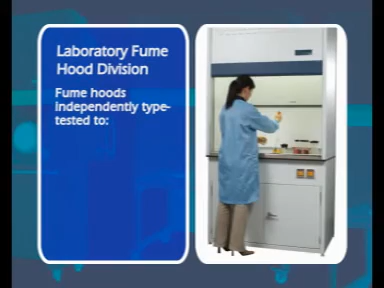 Laboratory Fume
Hood Division
Fume hoods
independently type-
tested to: